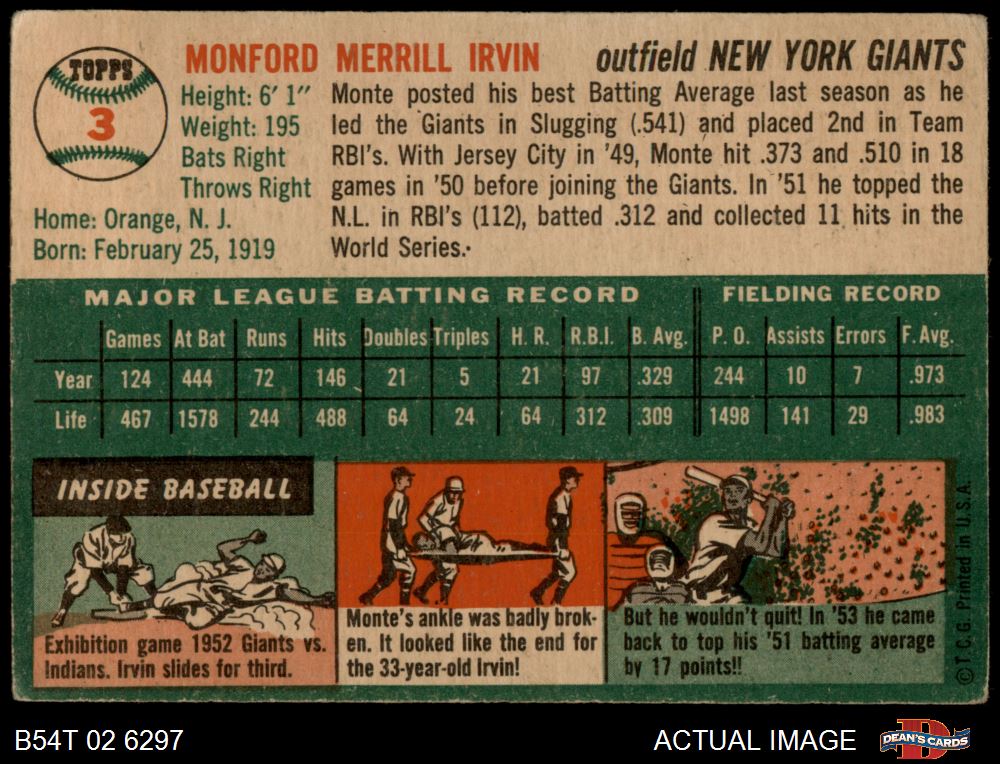 TOPPS
3
MONFORD MERRILL IRVIN
outfield NEW YORK GIANTS
Height: 6' 1"
Weight: 195
Bats Right
Throws Right
Home: Orange, N. J.
Born: February 25, 1919
Monte posted his best Batting Average last season as he
led the Giants in Slugging (.541) and placed 2nd in Team
RBI's. With Jersey City in '49, Monte hit .373 and .510 in 18
games in '50 before joining the Giants. In '51 he topped the
N.L. in RBI's (112), batted .312 and collected 11 hits in the
World Series.
MAJOR LEAGUE BATTING RECORD FIELDING RECORD
Games At Bat Runs Hits Doubles Triples H. R. R.B.I. B. Avg. P. O. Assists Errors F. Avg.
Year 124 444 72 146 21 5 21 97 .329 244 10 7 .973
Life 467 1578 244 488 64 24 64 312 .309 1498 141 29 .983
INSIDE BASEBALL
Exhibition game 1952 Giants vs.
Indians. Irvin slides for third.
Monte's ankle was badly brok-
en. It looked like the end for
the 33-year-old Irvin!
But he wouldn't quit! In '53 he came
back to top his '51 batting average
by 17 points!!
© T.C.G. Printed in U.S.A.
B54T 02 6297
ACTUAL IMAGE
D
DEAN'S CARDS